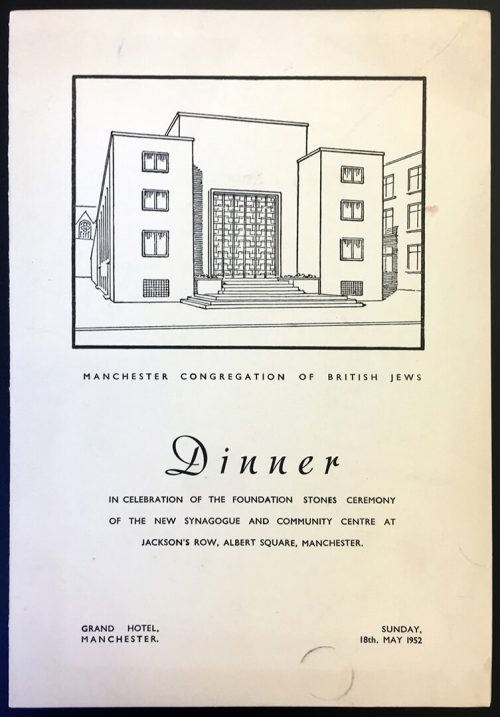 MANCHESTER CONGREGATION OF BRITISH JEWS
Dinner
IN CELEBRATION OF THE FOUNDATION STONES CEREMONY
OF THE NEW SYNAGOGUE AND COMMUNITY CENTRE AT
JACKSON'S ROW, ALBERT SQUARE, MANCHESTER.
GRAND HOTEL,
MANCHESTER.
SUNDAY,
18th. MAY 1952